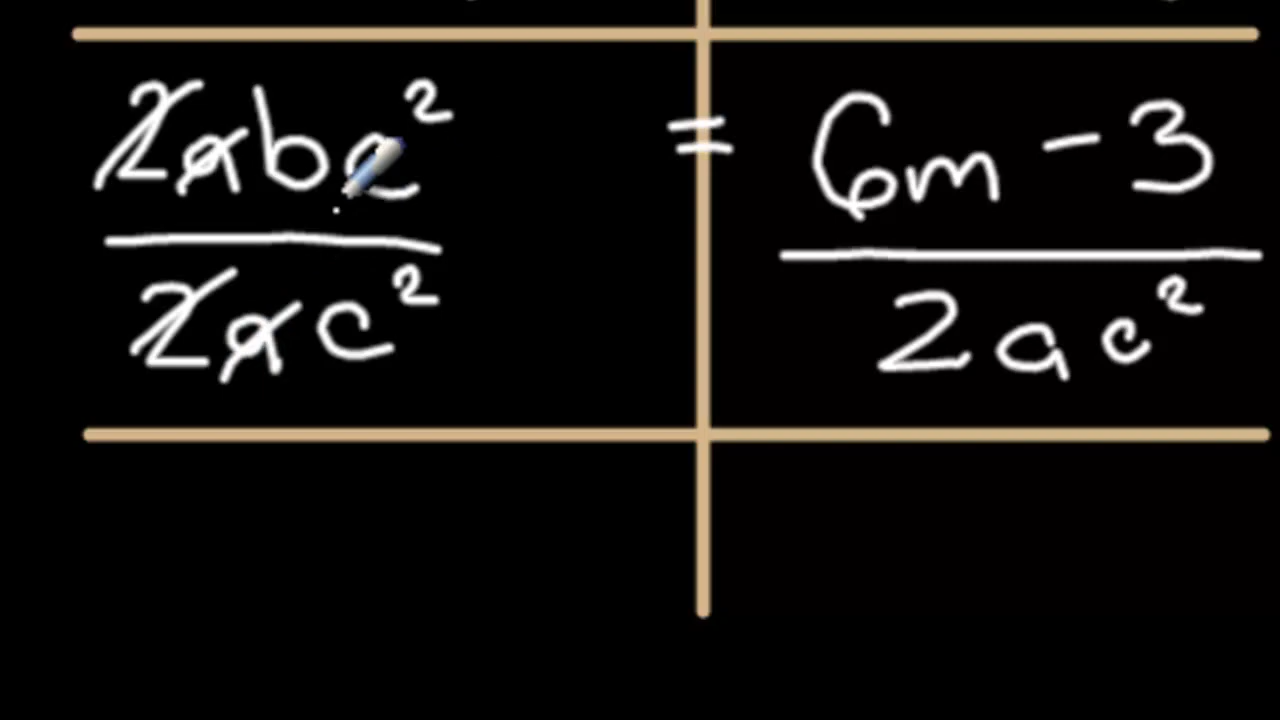 2abc² = 6m - 3
2ac² 2ac²